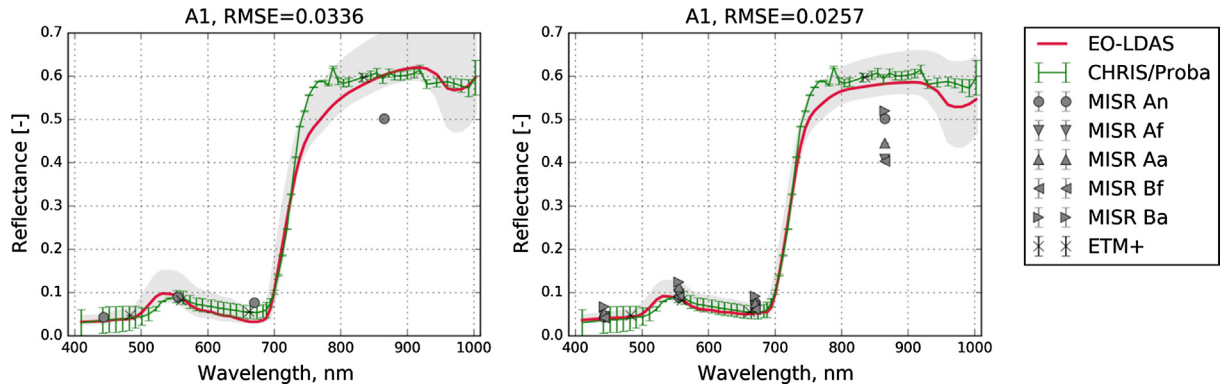 A1, RMSE=0.0336
0.7
0.6
0.5
0.4
0.3
0.2
0.1
0.0
Reflectance [-]
400 500 600 700 800 900 1000
Wavelength, nm
A1, RMSE=0.0257
0.7
0.6
0.5
0.4
0.3
0.2
0.1
0.0
Reflectance [-]
400 500 600 700 800 900 1000
Wavelength, nm
EO-LDAS
CHRIS/Proba
MISR An
MISR Af
MISR Aa
MISR Bf
MISR Ba
ETM+